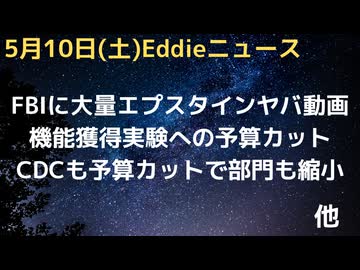 5月10日(土)Eddieニュース
FBIに大量エプスタインヤバ動画
機能獲得実験への予算カット
CDCも予算カットで部門も縮小
他